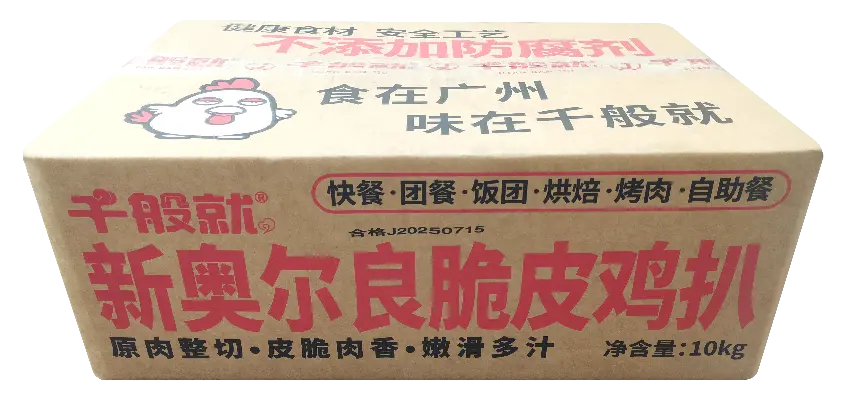 健康食材 安全工艺
不添加防腐剂
食在广州
味在千般就
千般就®
快餐·团餐·饭团·烘焙·烤肉·自助餐
合格J20250715
新奥尔良脆皮鸡扒
原肉整切·皮脆肉香·嫩滑多汁
净含量:10kg